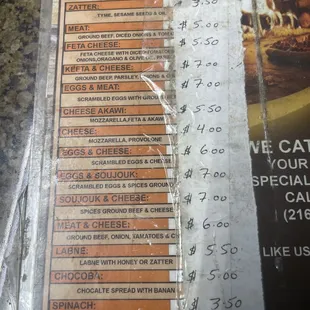 ZATTER: 3.50
TYME, SESAME SEEDS & OIL
MEAT: $ 5.00
GROUND BEEF, DICED ONIONS &
FETA CHEESE: $ 5.50
FETA CHEESE WITH DICED
ONIONS, ORAGANO & OLIVE
KEFTA & CHEESE: $ 7.00
GROUND BEEF, PARSLEY, ONIONS &
EGGS & MEAT: $ 7.00
SCRAMBLED EGGS WITH GROUND
CHEESE AKAWI: $ 5.50
MOZZARELLA, FETA & AKAWI
CHEESE: $ 4.00
MOZZARELLA, PROVOLONE
EGGS & CHEESE: $ 6.00
SCRAMBLED EGGS & CHEESE
EGGS & SOUJOUK: $ 7.00
SCRAMBLED EGGS & SPICES GROUND
SOUJOUK & CHEESE: $ 7.00
SPICES GROUND BEEF & CHEESE
MEAT & CHEESE: $ 6.00
GROUND BEEF, ONION, TOMATOES &
LABNE: $ 5.50
LABNE WITH HONEY OR ZATTER
CHOCOBA: $ 5.00
CHOCALTE SPREAD WITH BANAN
SPINACH: $ 3.50
WE CAT
YOUR
SPECIAL
CAL
(216
LIKE US